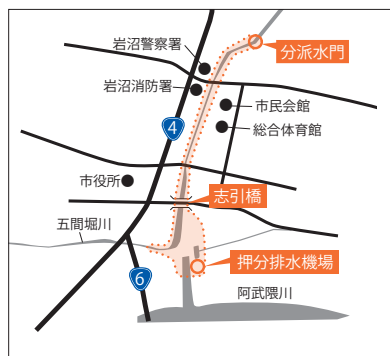 分派水門
岩沼警察署
岩沼消防署
市民会館
4
総合体育館
市役所
志引橋
五間堀川
押分排水機場
6
阿武隈川